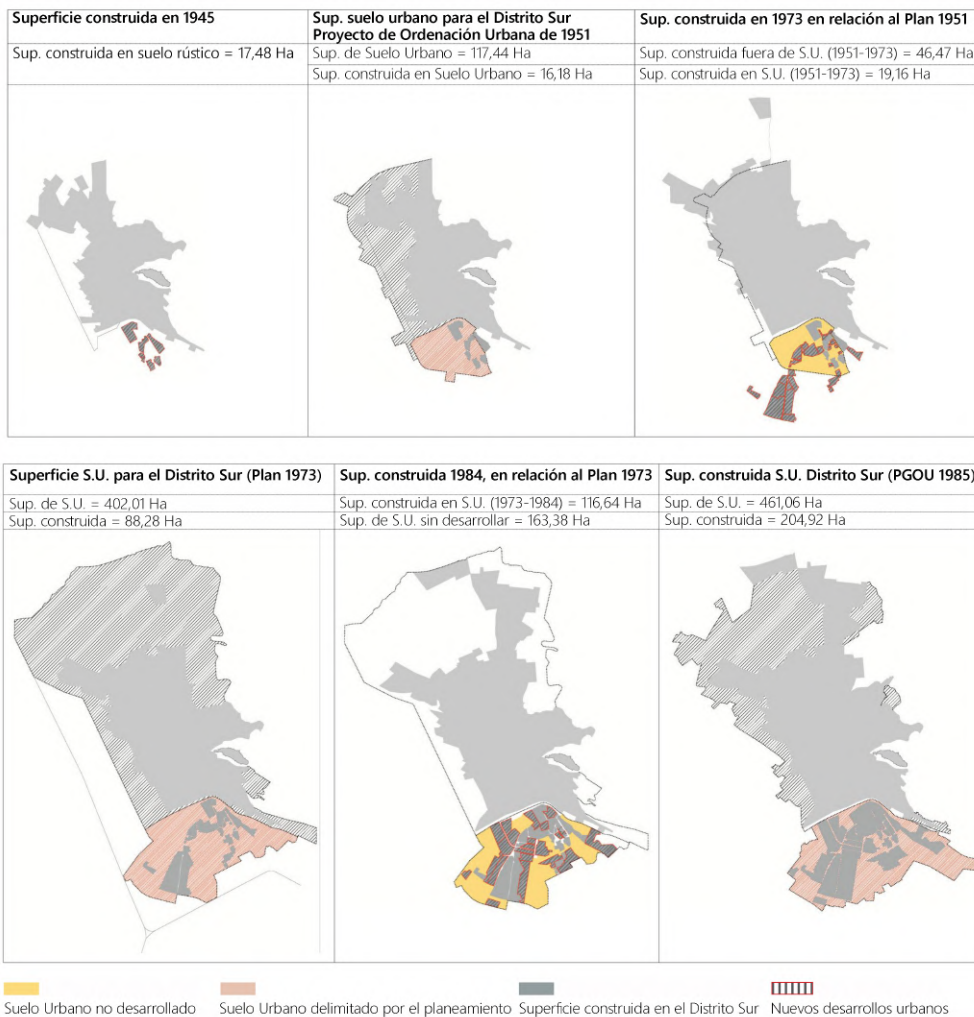 Superficie construida en 1945
Sup. construida en suelo rústico = 17,48 Ha
Sup. suelo urbano para el Distrito Sur
Proyecto de Ordenación Urbana de 1951
Sup. de Suelo Urbano = 117,44 Ha
Sup. construida en Suelo Urbano = 16,18 Ha
Sup. construida en 1973 en relación al Plan 1951
Sup. construida fuera de S.U. (1951-1973) = 46,47 Ha
Sup. construida en S.U. (1951-1973) = 19,16 Ha
Superficie S.U. para el Distrito Sur (Plan 1973)
Sup. de S.U. = 402,01 Ha
Sup. construida = 88,28 Ha
Sup. construida 1984, en relación al Plan 1973
Sup. construida en S.U. (1973-1984) = 116,64 Ha
Sup. de S.U. sin desarrollar = 163,38 Ha
Sup. construida S.U. Distrito Sur (PGOU 1985)
Sup. de S.U. = 461,06 Ha
Sup. construida = 204,92 Ha
Suelo Urbano no desarrollado
Suelo Urbano delimitado por el planeamiento
Superficie construida en el Distrito Sur
Nuevos desarrollos urbanos